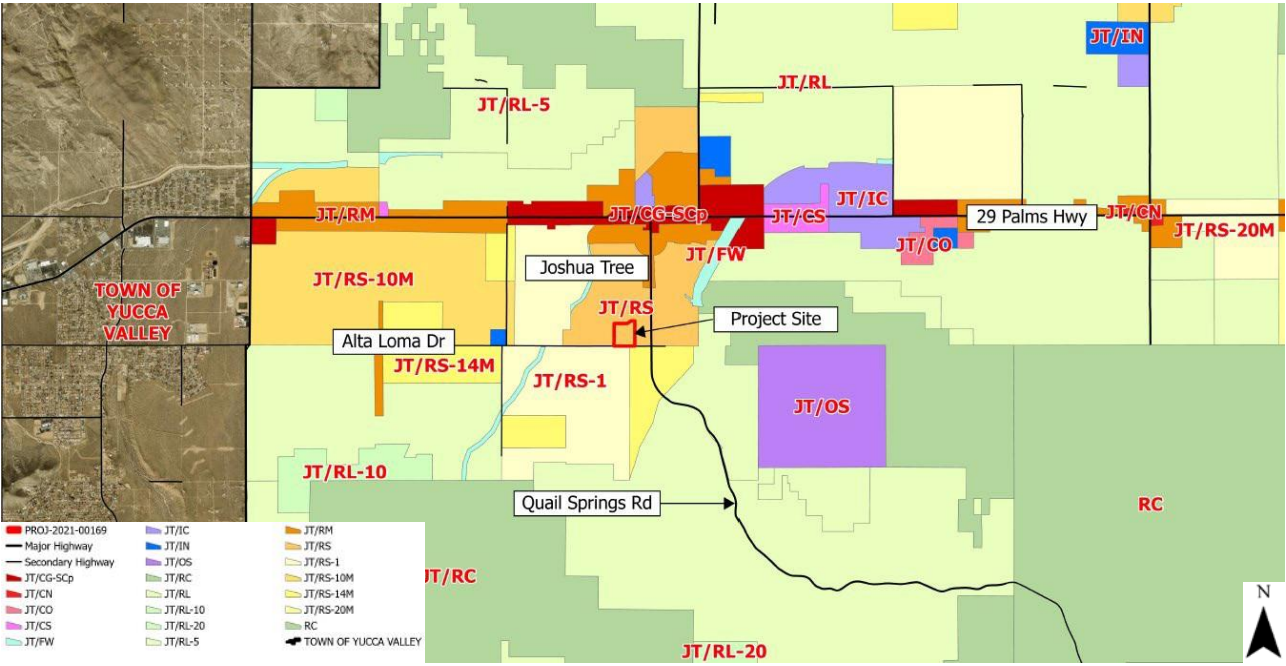 JT/IN
JT/RL
JT/RL-5
JT/IC
JT/RM
JT/CG-SCp
JT/CS
29 Palms Hwy
JT/CN
JT/RS-20M
JT/CO
JT/FW
Joshua Tree
JT/RS-10M
TOWN OF
YUCCA
VALLEY
JT/RS
Project Site
Alta Loma Dr
JT/RS-14M
JT/RS-1
JT/OS
JT/RL-10
Quail Springs Rd
RC
JT/RC
JT/RL-20
N
PROJ-2021-00169
Major Highway
Secondary Highway
JT/CG-SCp
JT/CN
JT/CO
JT/CS
JT/FW
JT/IC
JT/IN
JT/OS
JT/RC
JT/RL
JT/RL-10
JT/RL-20
JT/RL-5
JT/RM
JT/RS
JT/RS-1
JT/RS-10M
JT/RS-14M
JT/RS-20M
RC
TOWN OF YUCCA VALLEY